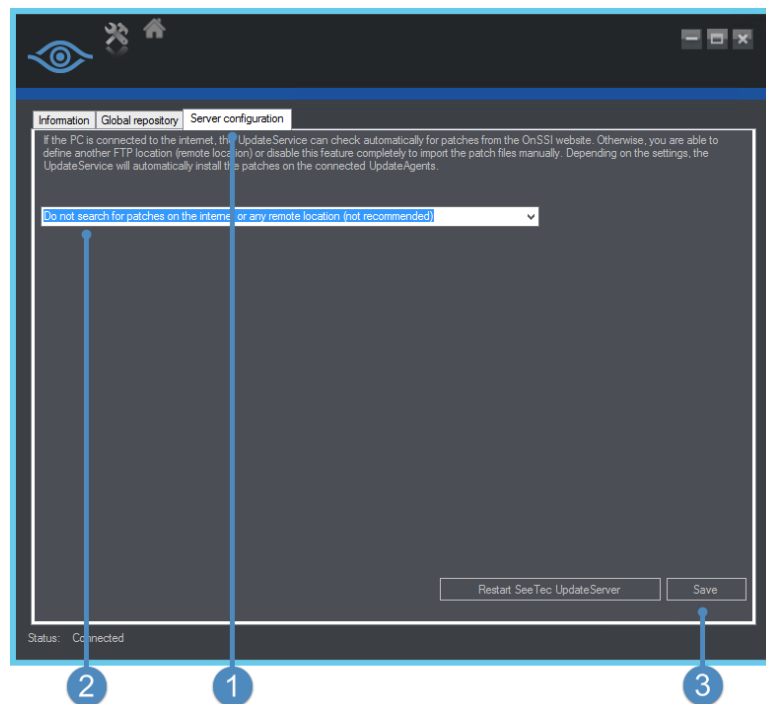 Information Global repository Server configuration
If the PC is connected to the internet, the UpdateService can check automatically for patches from the OnSSI website. Otherwise, you are able to
define another FTP location (remote location) or disable this feature completely to import the patch files manually. Depending on the settings, the
UpdateService will automatically install the patches on the connected UpdateAgents.
Do not search for patches on the internet or any remote location (not recommended)
Restart SeeTec UpdateServer Save
Status: Connected
2 1 3